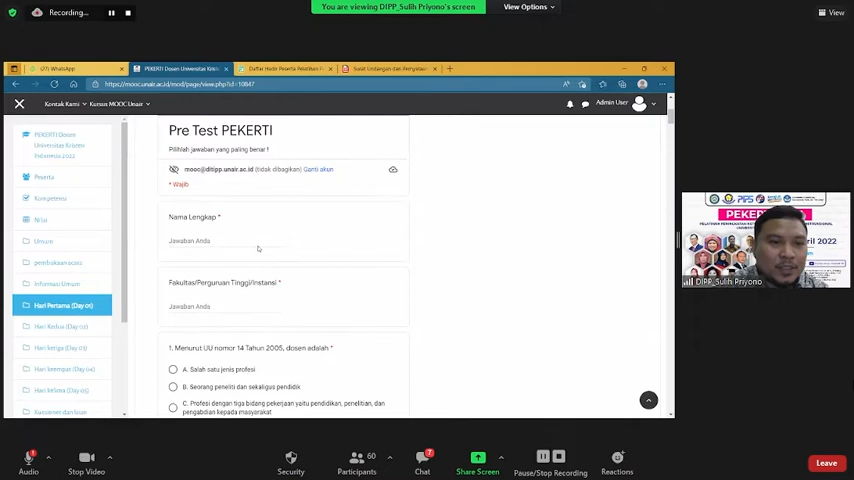 Recording...
You are viewing DIPP_Sulih Priyono's screen
View Options
View
(27) WhatsApp
PEKERTI Dosen Universitas Kriste
Daftar Hadir Peserta Pelatihan
Surat Undangan dan Pernyataan
https://mooc.unair.ac.id/mod/page/view.php?id=10847
Kontak Kami
Kursus MOOC Unair
Admin User
PEKERTI Dosen
Universitas Kristen
Indonesia 2022
Peserta
Kompetensi
Nilai
Umum
pembukaan acara
Informasi Umum
Hari Pertama (Day 01)
Hari Kedua (Day 02)
Hari ketiga (Day 03)
Hari keempat (Day 04)
Hari kelima (Day 05)
Pre Test PEKERTI
Pilihlah jawaban yang paling benar !
mooc@ditipp.unair.ac.id (tidak dibagikan) Ganti akun
* Wajib
Nama Lengkap *
Jawaban Anda
Fakultas/Perguruan Tinggi/Instansi *
Jawaban Anda
1. Menurut UU nomor 14 Tahun 2005, dosen adalah *
A. Salah satu jenis profesi
B. Seorang peneliti dan sekaligus pendidik
C. Profesi dengan tiga bidang pekerjaan yaitu pendidikan, penelitian, dan
pengabdian kepada masyarakat
PIPS
PEKE
April 2022
DIPP_Sulih Priyono
Audio
Stop Video
Security
60
Participants
7
Chat
Share Screen
Pause/Stop Recording
Reactions
Leave